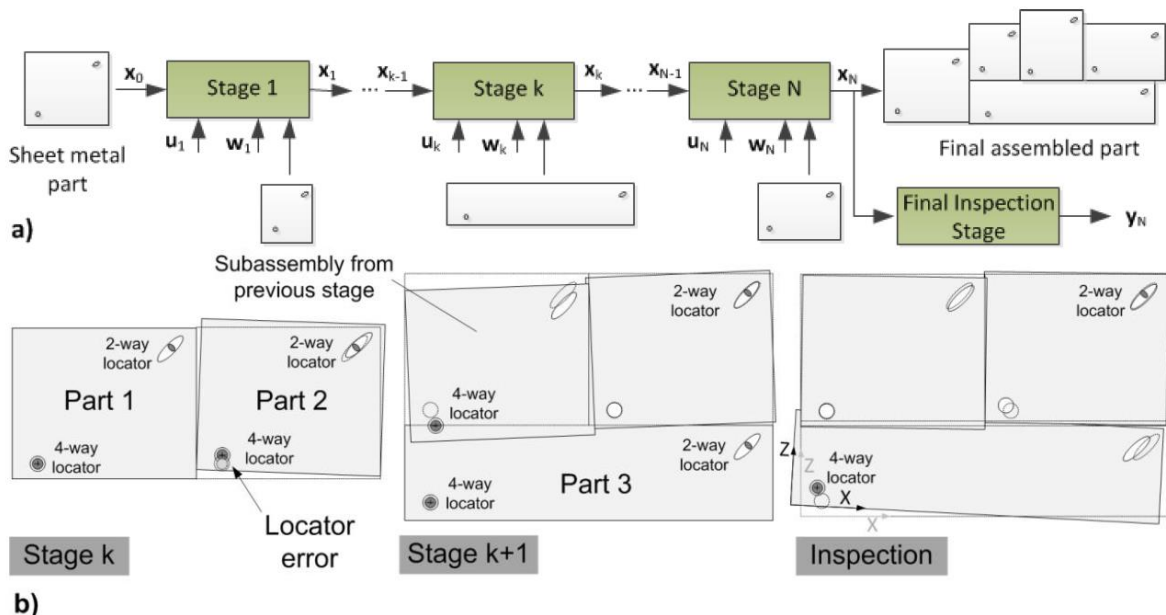 x0
Stage 1
x1
...
xk-1
Stage k
xk
...
xN-1
Stage N
xN
u1
w1
uk
wk
uN
wN
Sheet metal
part
Final assembled part
Final Inspection
Stage
yN
a)
Subassembly from
previous stage
2-way
locator
Part 1
4-way
locator
2-way
locator
Part 2
4-way
locator
Locator
error
Stage k
2-way
locator
4-way
locator
2-way
locator
4-way
locator
Part 3
Stage k+1
2-way
locator
Z
Z
4-way
locator
X
X
Inspection
b)